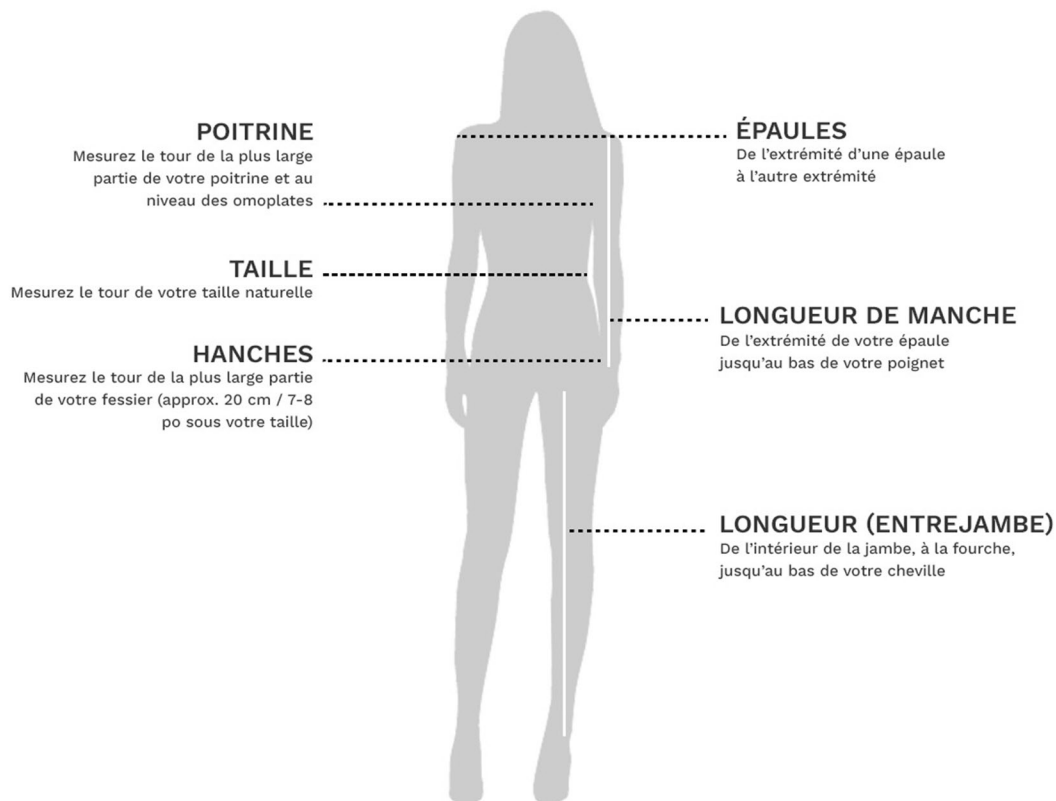 POITRINE
Mesurez le tour de la plus large
partie de votre poitrine et au
niveau des omoplates
TAILLE
Mesurez le tour de votre taille naturelle
HANCHES
Mesurez le tour de la plus large partie
de votre fessier (approx. 20 cm / 7-8
po sous votre taille)
ÉPAULES
De l’extrémité d’une épaule
à l’autre extrémité
LONGUEUR DE MANCHE
De l’extrémité de votre épaule
jusqu’au bas de votre poignet
LONGUEUR (ENTREJAMBE)
De l’intérieur de la jambe, à la fourche,
jusqu’au bas de votre cheville